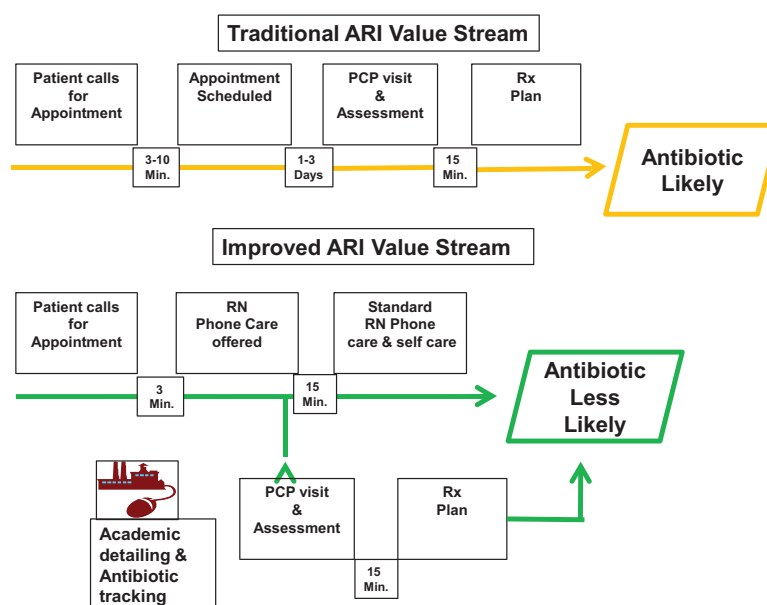 Traditional ARI Value Stream
Patient calls
for
Appointment
Appointment
Scheduled
PCP visit
&
Assessment
Rx
Plan
3-10
Min.
1-3
Days
15
Min.
Antibiotic
Likely
Improved ARI Value Stream
Patient calls
for
Appointment
RN
Phone Care
offered
Standard
RN Phone
care & self care
3
Min.
15
Min.
Antibiotic
Less
Likely
PCP visit
&
Assessment
Rx
Plan
15
Min.
Academic
detailing &
Antibiotic
tracking